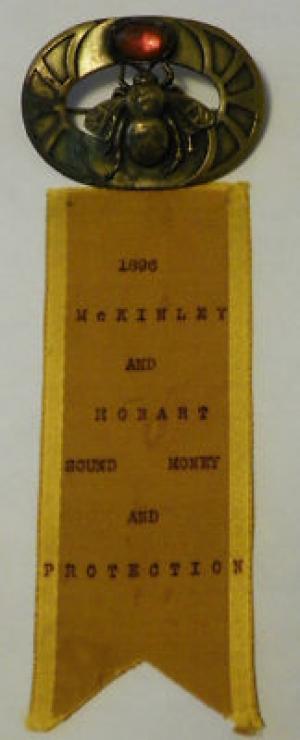 1896
McKINLEY
AND
HOBART
SOUND MONEY
AND
PROTECTION